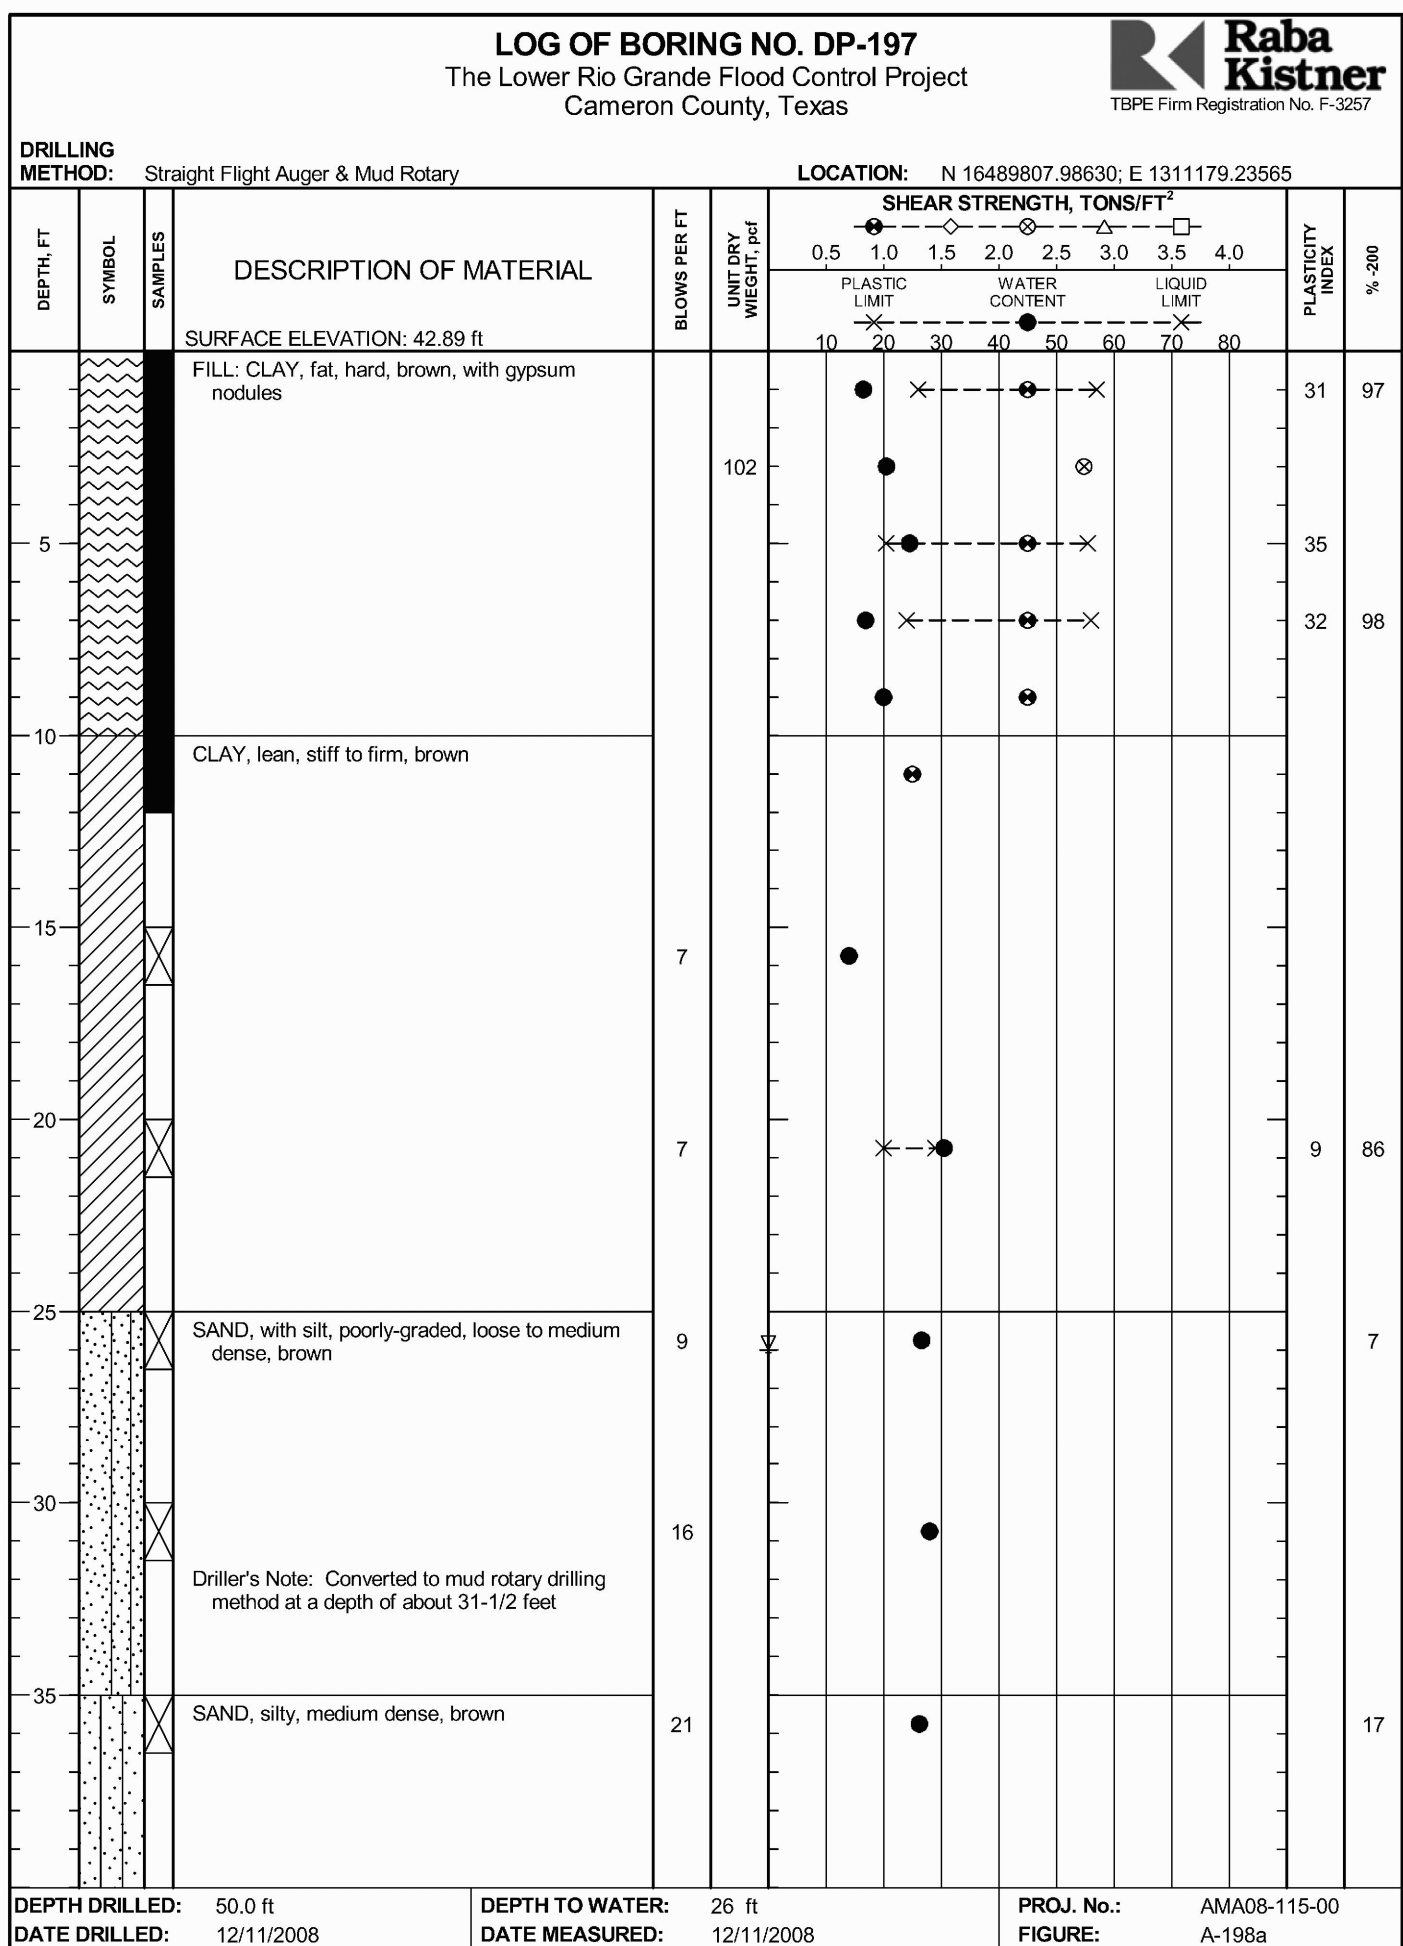 LOG OF BORING NO. DP-197
The Lower Rio Grande Flood Control Project
Cameron County, Texas
Raba
Kistner
TBPE Firm Registration No. F-3257
DRILLING
METHOD: Straight Flight Auger & Mud Rotary
LOCATION: N 16489807.98630; E 1311179.23565
DEPTH, FT
SYMBOL
SAMPLES
DESCRIPTION OF MATERIAL
SURFACE ELEVATION: 42.89 ft
BLOWS PER FT
UNIT DRY
WIEGHT, pcf
SHEAR STRENGTH, TONS/FT²
0.5 1.0 1.5 2.0 2.5 3.0 3.5 4.0
PLASTIC LIMIT
WATER CONTENT
LIQUID LIMIT
10 20 30 40 50 60 70 80
PLASTICITY
INDEX
% -200
FILL: CLAY, fat, hard, brown, with gypsum
nodules
31 97
102
5
35
32 98
10
CLAY, lean, stiff to firm, brown
15
7
20
7 9 86
25
SAND, with silt, poorly-graded, loose to medium
dense, brown
9 7
30
16
Driller's Note: Converted to mud rotary drilling
method at a depth of about 31-1/2 feet
35
SAND, silty, medium dense, brown
21 17
DEPTH DRILLED: 50.0 ft
DATE DRILLED: 12/11/2008
DEPTH TO WATER: 26 ft
DATE MEASURED: 12/11/2008
PROJ. No.: AMA08-115-00
FIGURE: A-198a